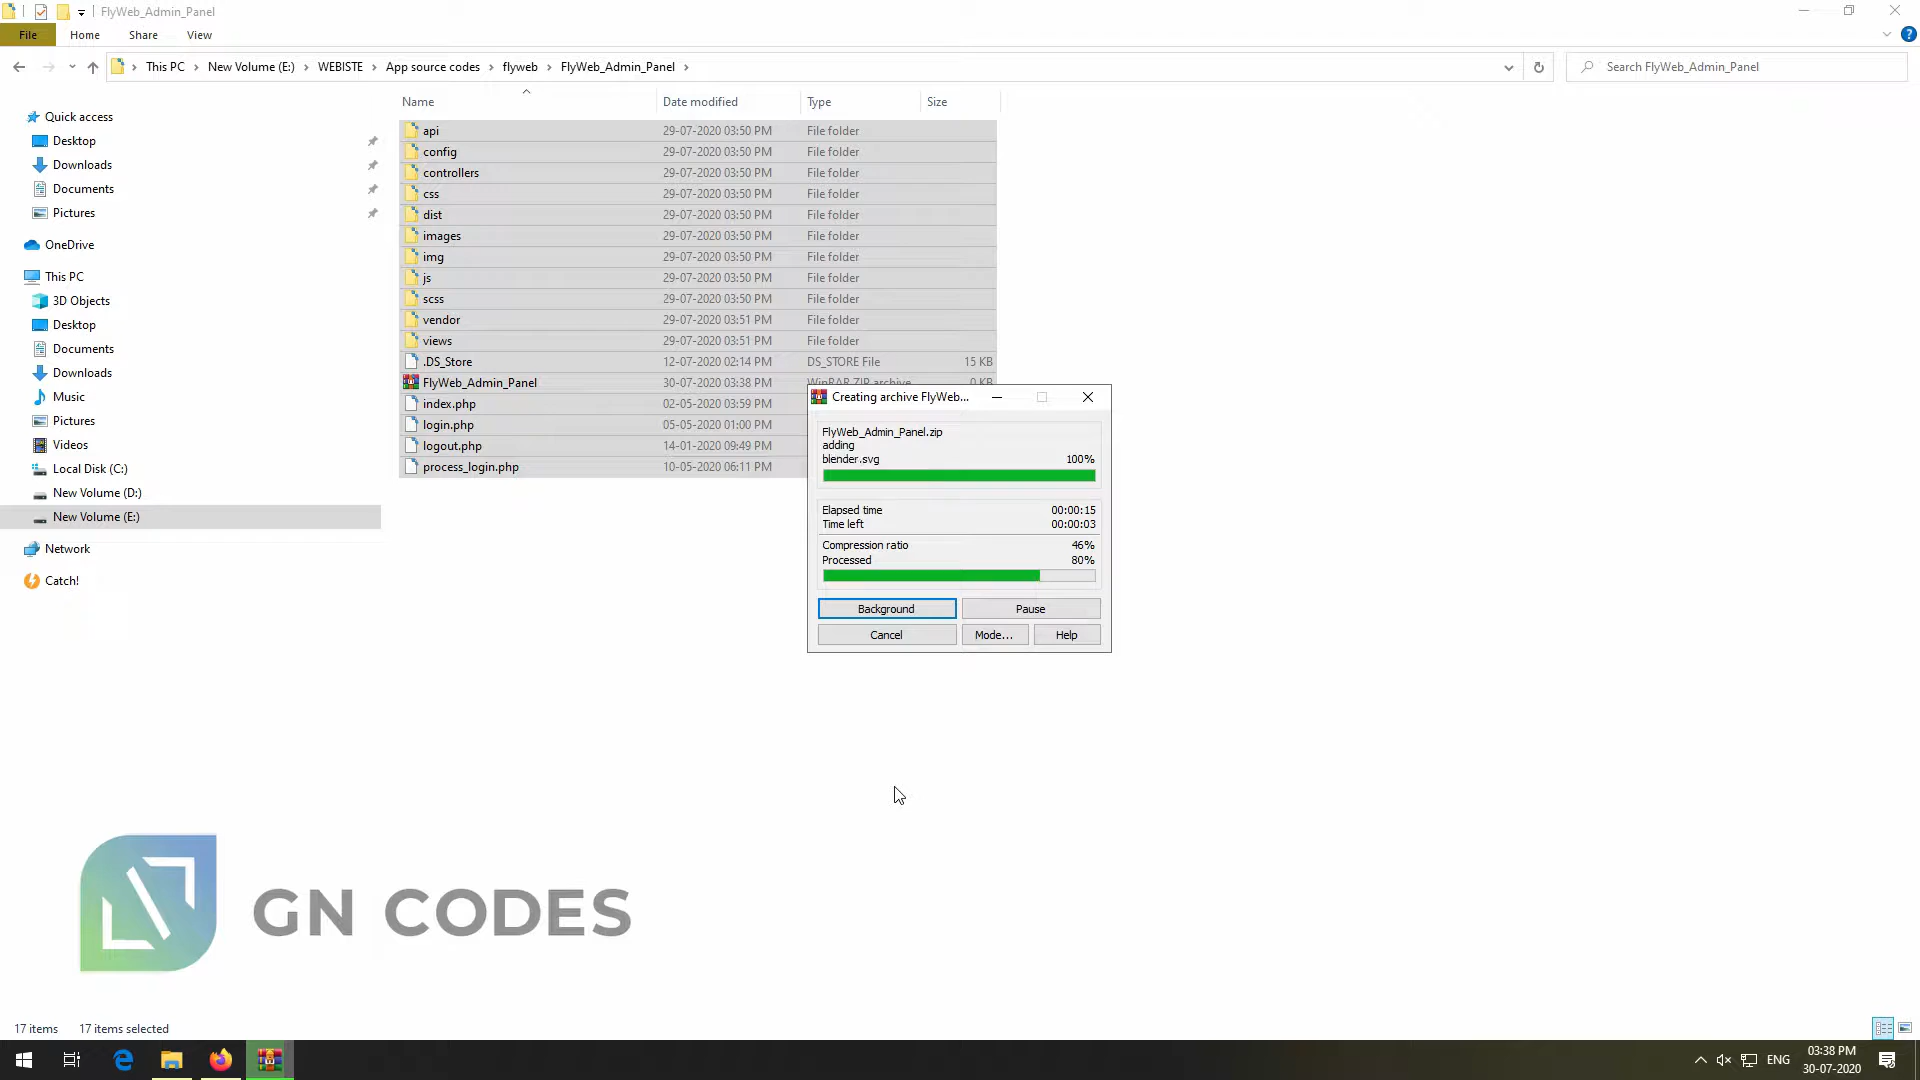 FlyWeb_Admin_Panel
File Home Share View
This PC New Volume (E:) WEBISTE App source codes flyweb FlyWeb_Admin_Panel
Search FlyWeb_Admin_Panel
Name Date modified Type Size
Quick access
Desktop
Downloads
Documents
Pictures
OneDrive
This PC
3D Objects
Desktop
Documents
Downloads
Music
Pictures
Videos
Local Disk (C:)
New Volume (D:)
New Volume (E:)
Network
Catch!
api 29-07-2020 03:50 PM File folder
config 29-07-2020 03:50 PM File folder
controllers 29-07-2020 03:50 PM File folder
css 29-07-2020 03:50 PM File folder
dist 29-07-2020 03:50 PM File folder
images 29-07-2020 03:50 PM File folder
img 29-07-2020 03:50 PM File folder
js 29-07-2020 03:50 PM File folder
scss 29-07-2020 03:50 PM File folder
vendor 29-07-2020 03:51 PM File folder
views 29-07-2020 03:51 PM File folder
.DS_Store 12-07-2020 02:14 PM DS_STORE File 15 KB
FlyWeb_Admin_Panel 30-07-2020 03:38 PM WinRAR ZIP archive 0 KB
index.php 02-05-2020 03:59 PM
login.php 05-05-2020 01:00 PM
logout.php 14-01-2020 09:49 PM
process_login.php 10-05-2020 06:11 PM
Creating archive FlyWeb...
FlyWeb_Admin_Panel.zip
adding
blender.svg 100%
Elapsed time 00:00:15
Time left 00:00:03
Compression ratio 46%
Processed 80%
Background Pause
Cancel Mode... Help
GN CODES
17 items 17 items selected
ENG
03:38 PM
30-07-2020